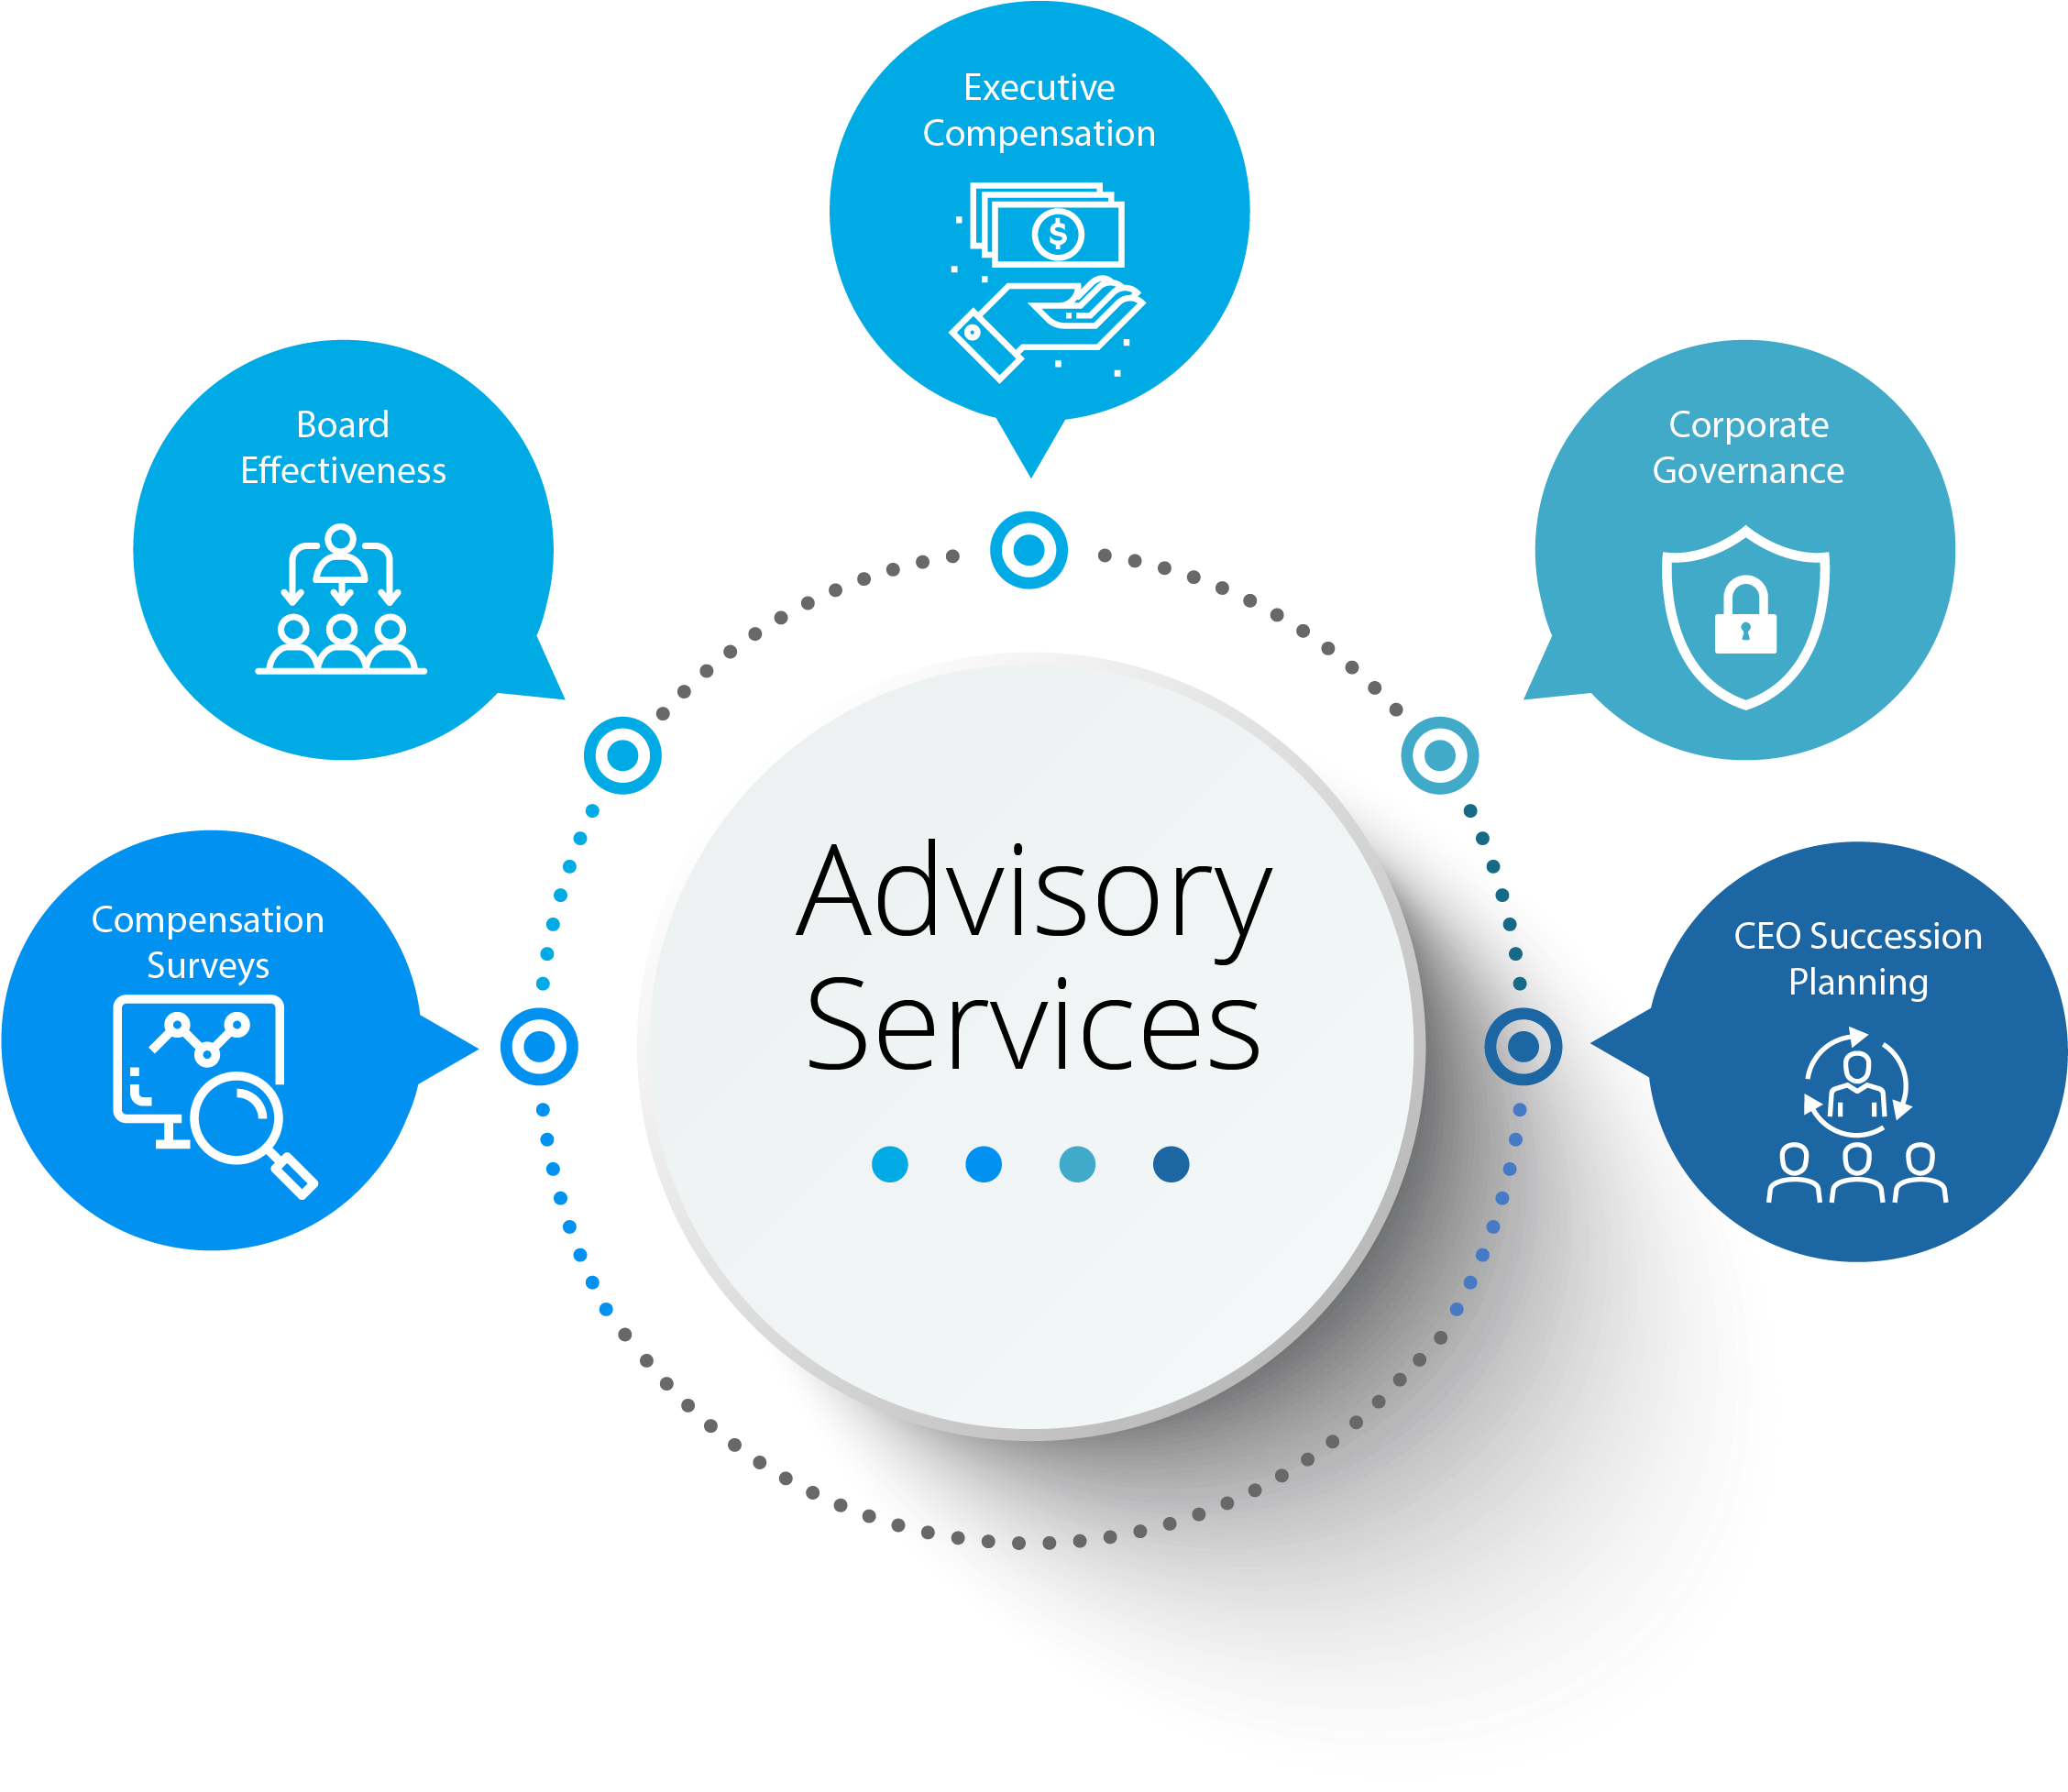 Executive
Compensation
$
Board
Effectiveness
Corporate
Governance
Compensation
Surveys
Advisory
Services
CEO Succession
Planning